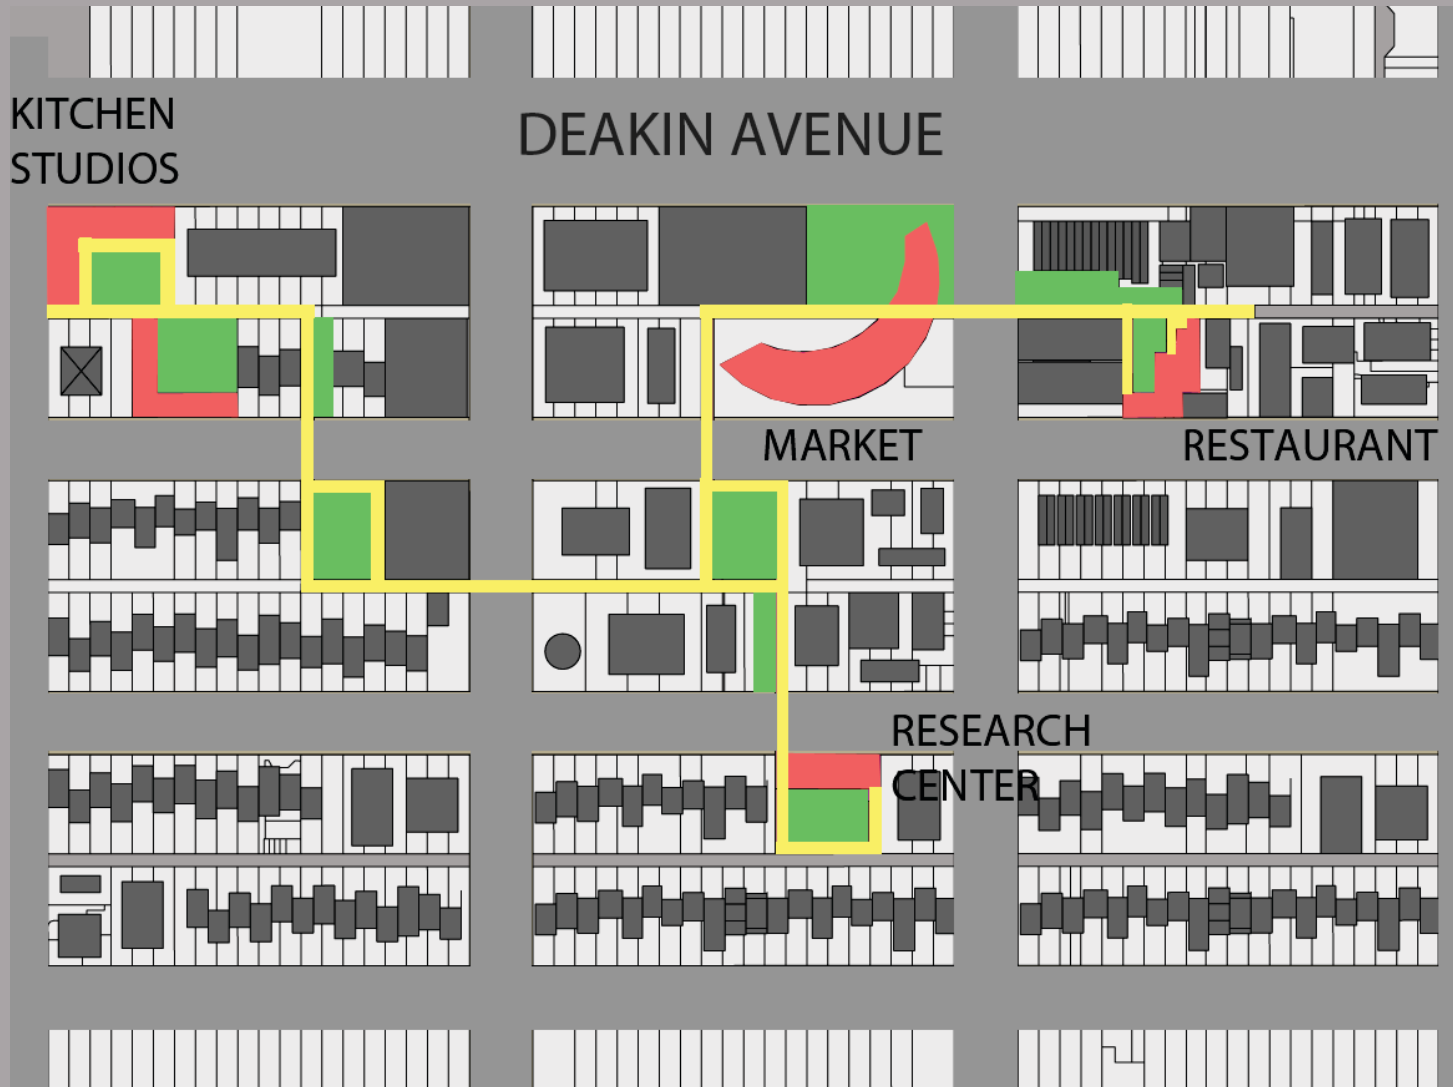 KITCHEN
STUDIOS
DEAKIN AVENUE
MARKET
RESTAURANT
RESEARCH
CENTER